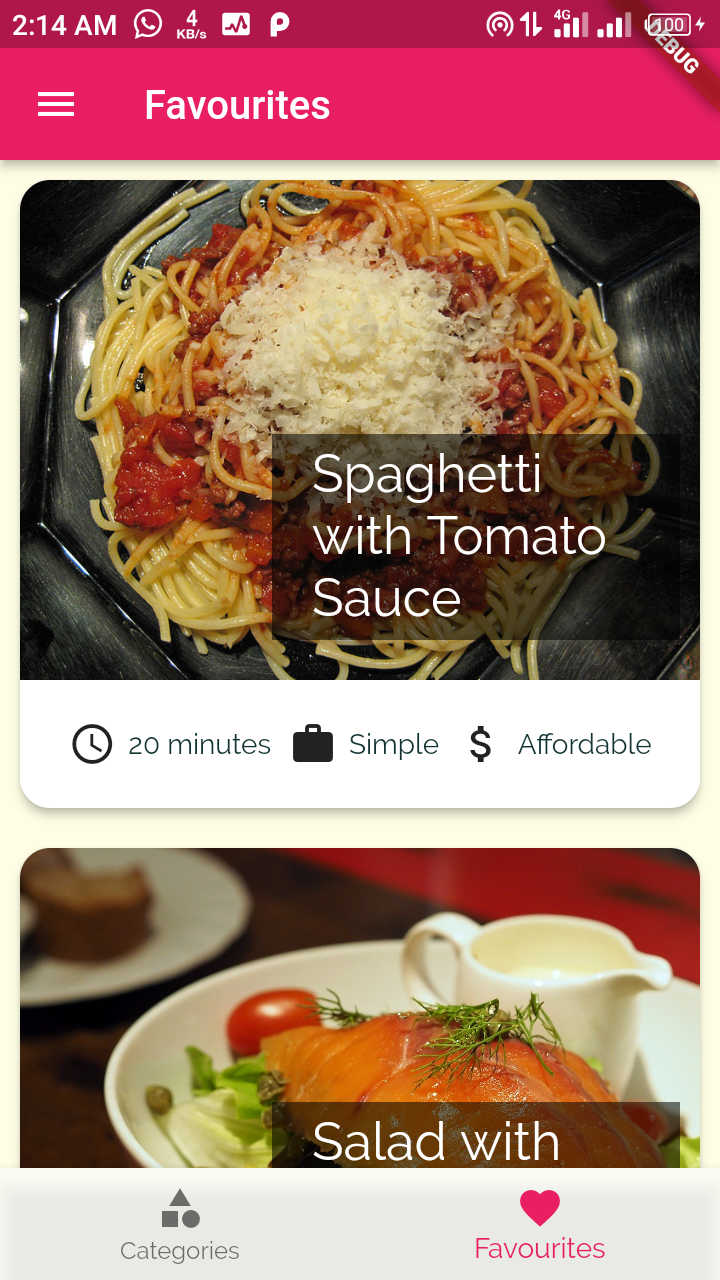 2:14 AM
4
KB/s
4G
100
DEBUG
Favourites
Spaghetti
with Tomato
Sauce
20 minutes
Simple
Affordable
Salad with
Categories
Favourites